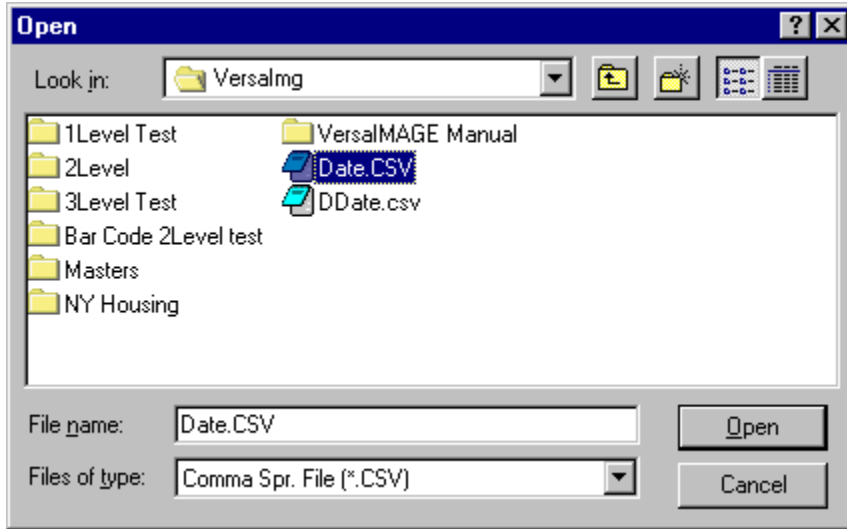 Open
Look in: VersaImg
1Level Test
2Level
3Level Test
Bar Code 2Level test
Masters
NY Housing
VersaIMAGE Manual
Date.CSV
DDate.csv
File name: Date.CSV Open
Files of type: Comma Spr. File (*.CSV) Cancel